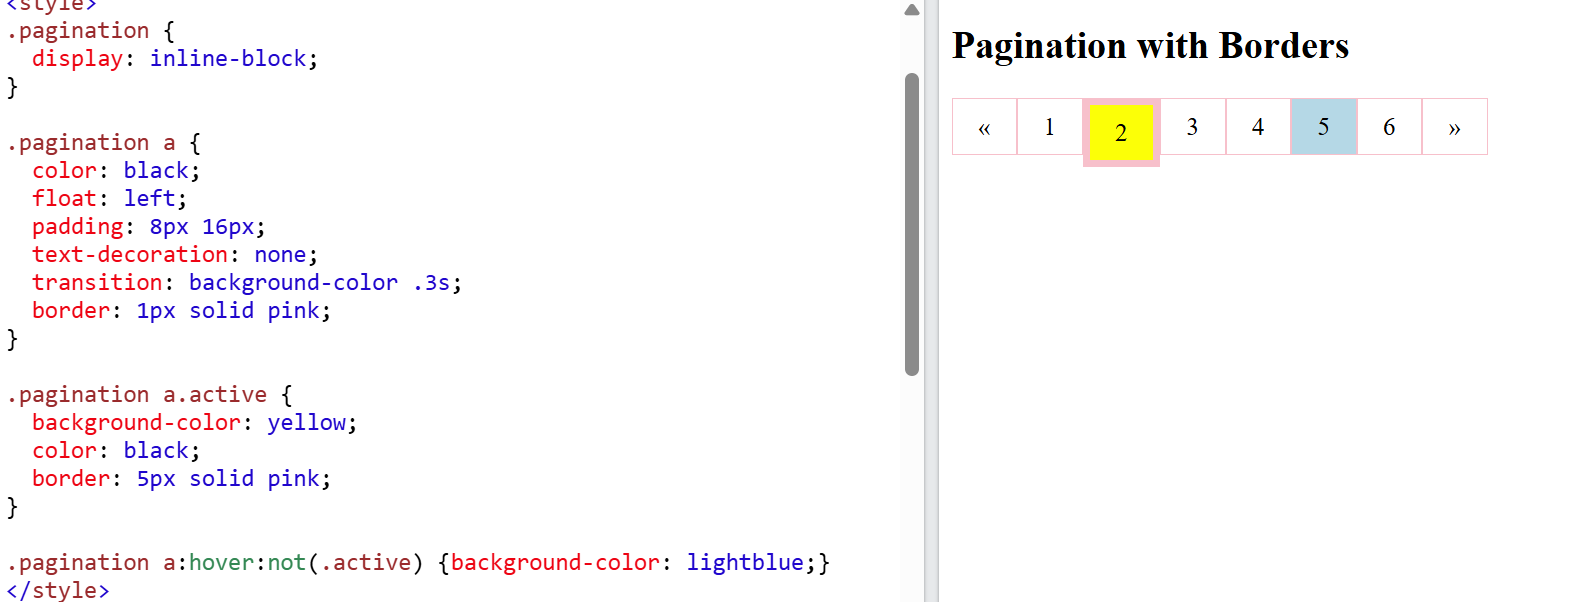 <style>
.pagination {
  display: inline-block;
}

.pagination a {
  color: black;
  float: left;
  padding: 8px 16px;
  text-decoration: none;
  transition: background-color .3s;
  border: 1px solid pink;
}

.pagination a.active {
  background-color: yellow;
  color: black;
  border: 5px solid pink;
}

.pagination a:hover:not(.active) {background-color: lightblue;}
</style>
Pagination with Borders
« 1 2 3 4 5 6 »